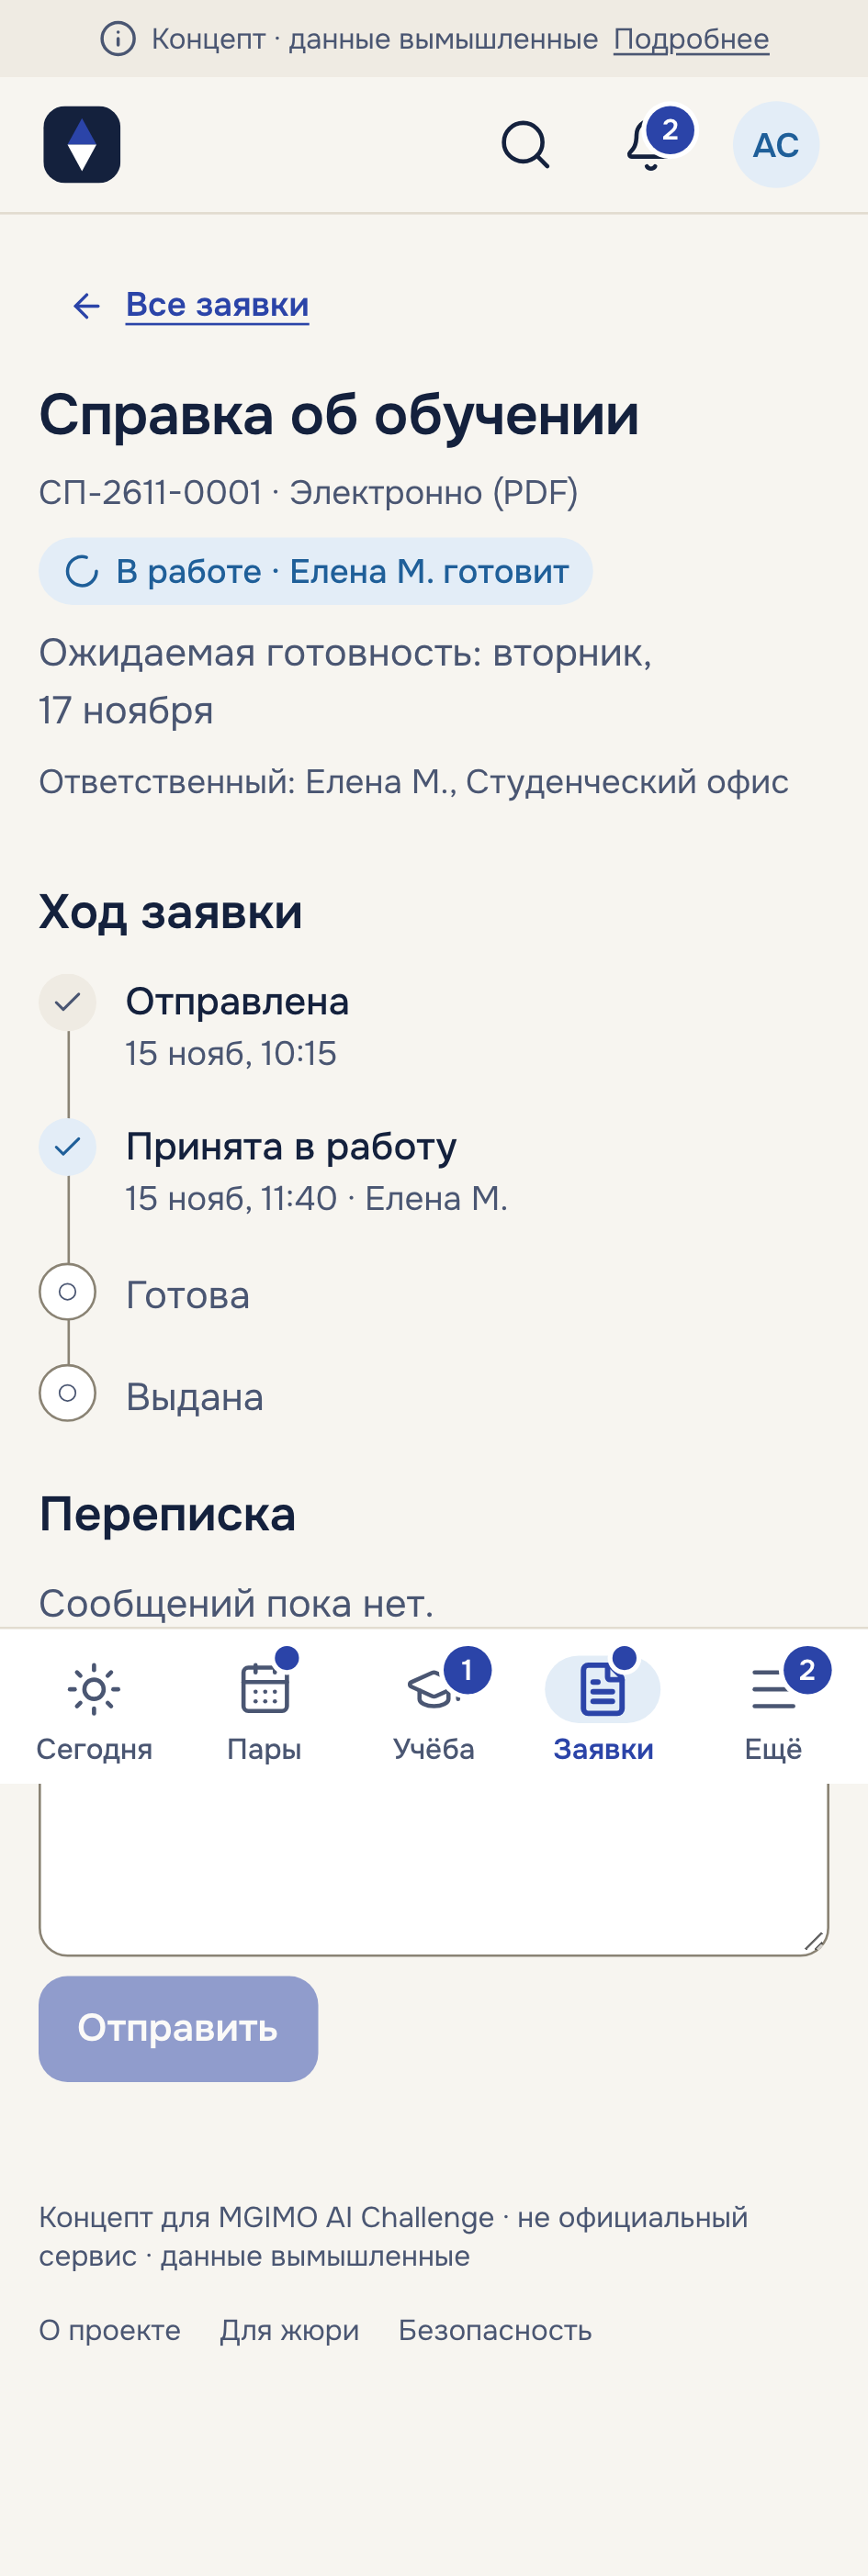 Концепт · данные вымышленные Подробнее
2
АС
Все заявки
Справка об обучении
СП-2611-0001 · Электронно (PDF)
В работе · Елена М. готовит
Ожидаемая готовность: вторник,
17 ноября
Ответственный: Елена М., Студенческий офис
Ход заявки
Отправлена
15 нояб, 10:15
Принята в работу
15 нояб, 11:40 · Елена М.
Готова
Выдана
Переписка
Сообщений пока нет.
1
2
Сегодня Пары Учёба Заявки Ещё
Отправить
Концепт для MGIMO AI Challenge · не официальный
сервис · данные вымышленные
О проекте Для жюри Безопасность